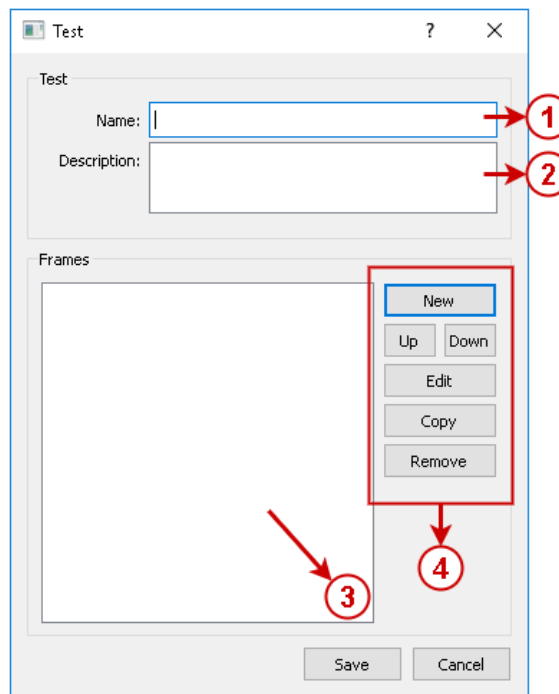 Test ?
Test
Name: 1
Description: 2
Frames
New
Up Down
Edit
Copy
Remove
3
4
Save Cancel